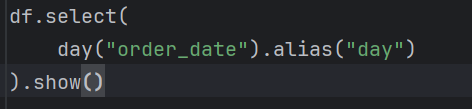 df.select(
    day("order_date").alias("day")
).show()